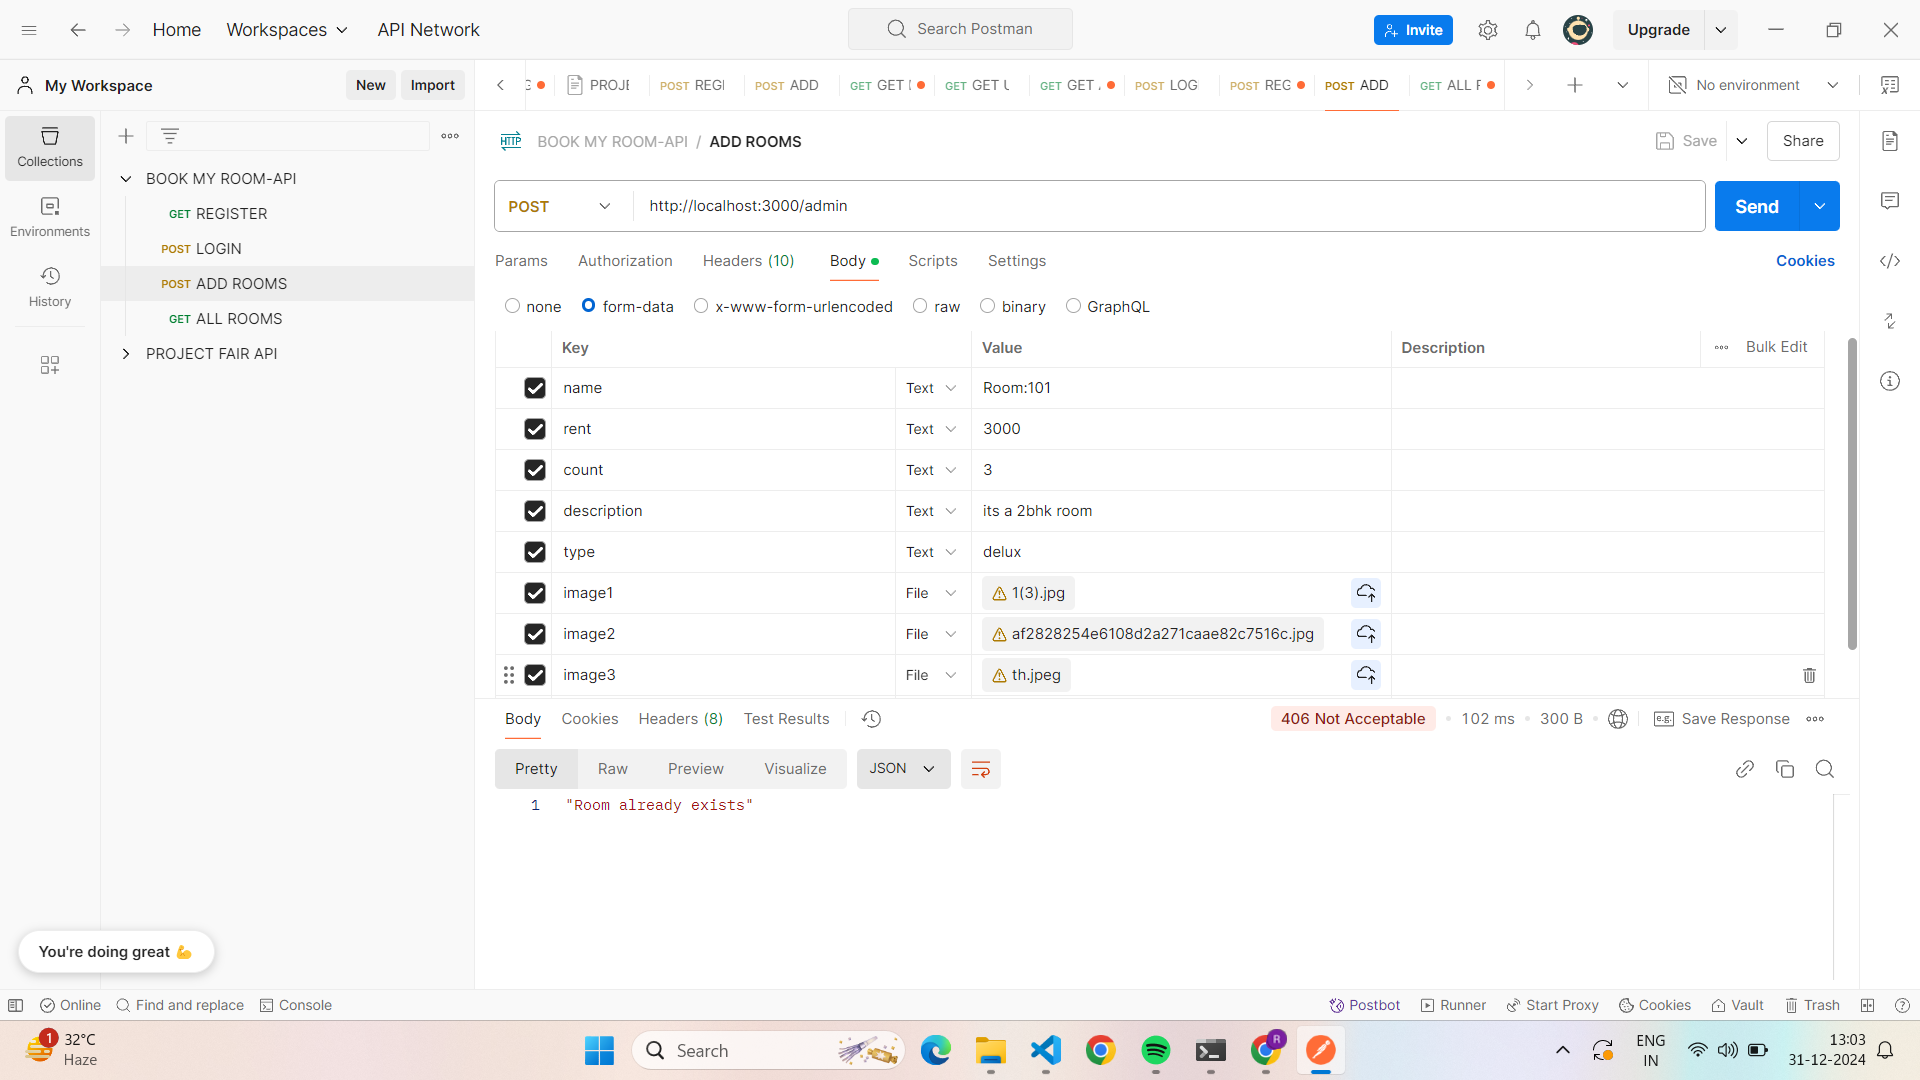 Home
Workspaces
API Network
Search Postman
Invite
Upgrade
My Workspace
New
Import
PROJE
POST REGI
POST ADD
GET GET
GET GET U
GET GET
POST LOG
POST REG
POST ADD
GET ALL F
No environment
Collections
Environments
History
BOOK MY ROOM-API
GET REGISTER
POST LOGIN
POST ADD ROOMS
GET ALL ROOMS
PROJECT FAIR API
HTTP BOOK MY ROOM-API / ADD ROOMS
Save
Share
POST
http://localhost:3000/admin
Send
Params
Authorization
Headers (10)
Body
Scripts
Settings
Cookies
none
form-data
x-www-form-urlencoded
raw
binary
GraphQL
Key
Value
Description
Bulk Edit
name Text Room:101
rent Text 3000
count Text 3
description Text its a 2bhk room
type Text delux
image1 File 1(3).jpg
image2 File af2828254e6108d2a271caae82c7516c.jpg
image3 File th.jpeg
Body
Cookies
Headers (8)
Test Results
406 Not Acceptable
102 ms
300 B
e.g.
Save Response
Pretty
Raw
Preview
Visualize
JSON
1 "Room already exists"
You're doing great 💪
Online
Find and replace
Console
Postbot
Runner
Start Proxy
Cookies
Vault
Trash
1
32°C
Haze
Search
R
ENG
IN
13:03
31-12-2024